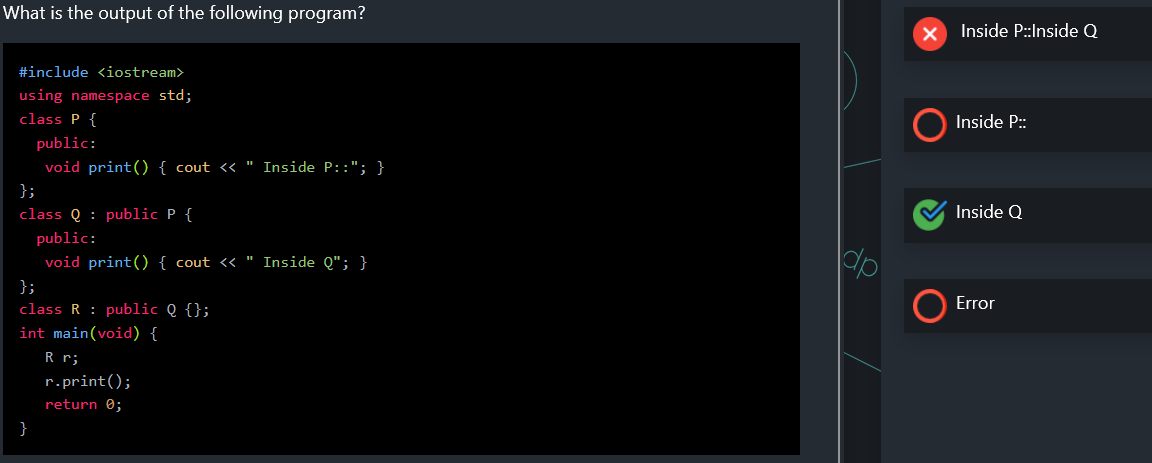 What is the output of the following program?
#include <iostream>
using namespace std;
class P {
  public:
   void print() { cout << " Inside P::"; }
};
class Q : public P {
  public:
   void print() { cout << " Inside Q"; }
};
class R : public Q {};
int main(void) {
   R r;
   r.print();
   return 0;
}
Inside P::Inside Q
Inside P::
Inside Q
Error